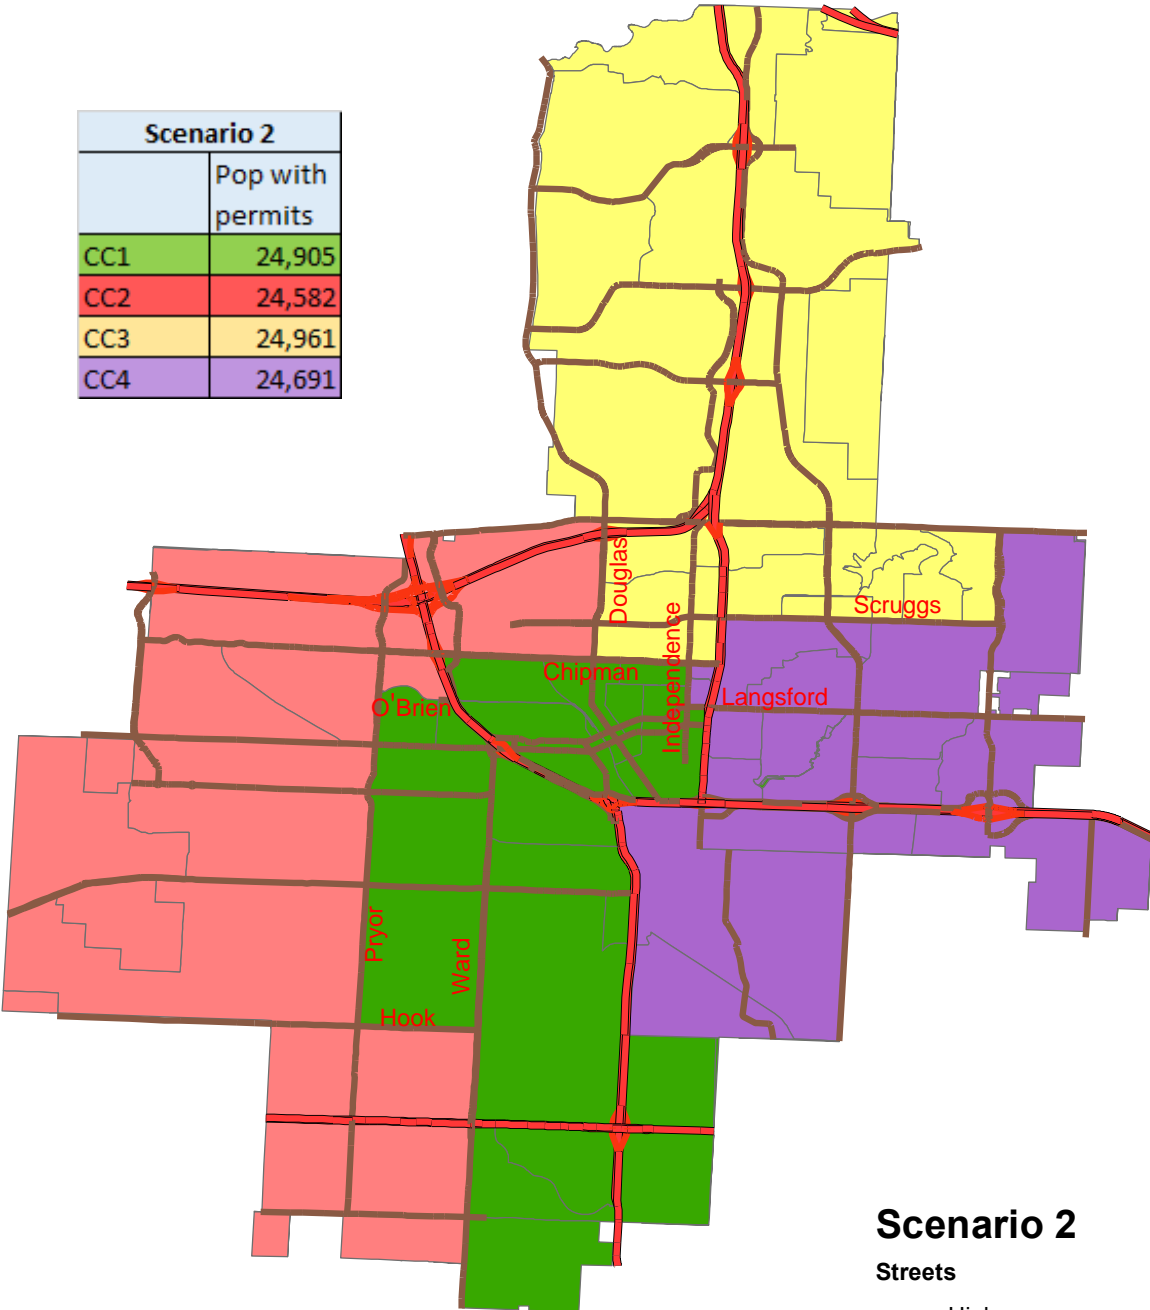 Scenario 2
Pop with
permits
CC1 24,905
CC2 24,582
CC3 24,961
CC4 24,691
Douglas
Scruggs
Independence
Chipman
Langsford
O'Brien
Pryor
Ward
Hook
Scenario 2
Streets